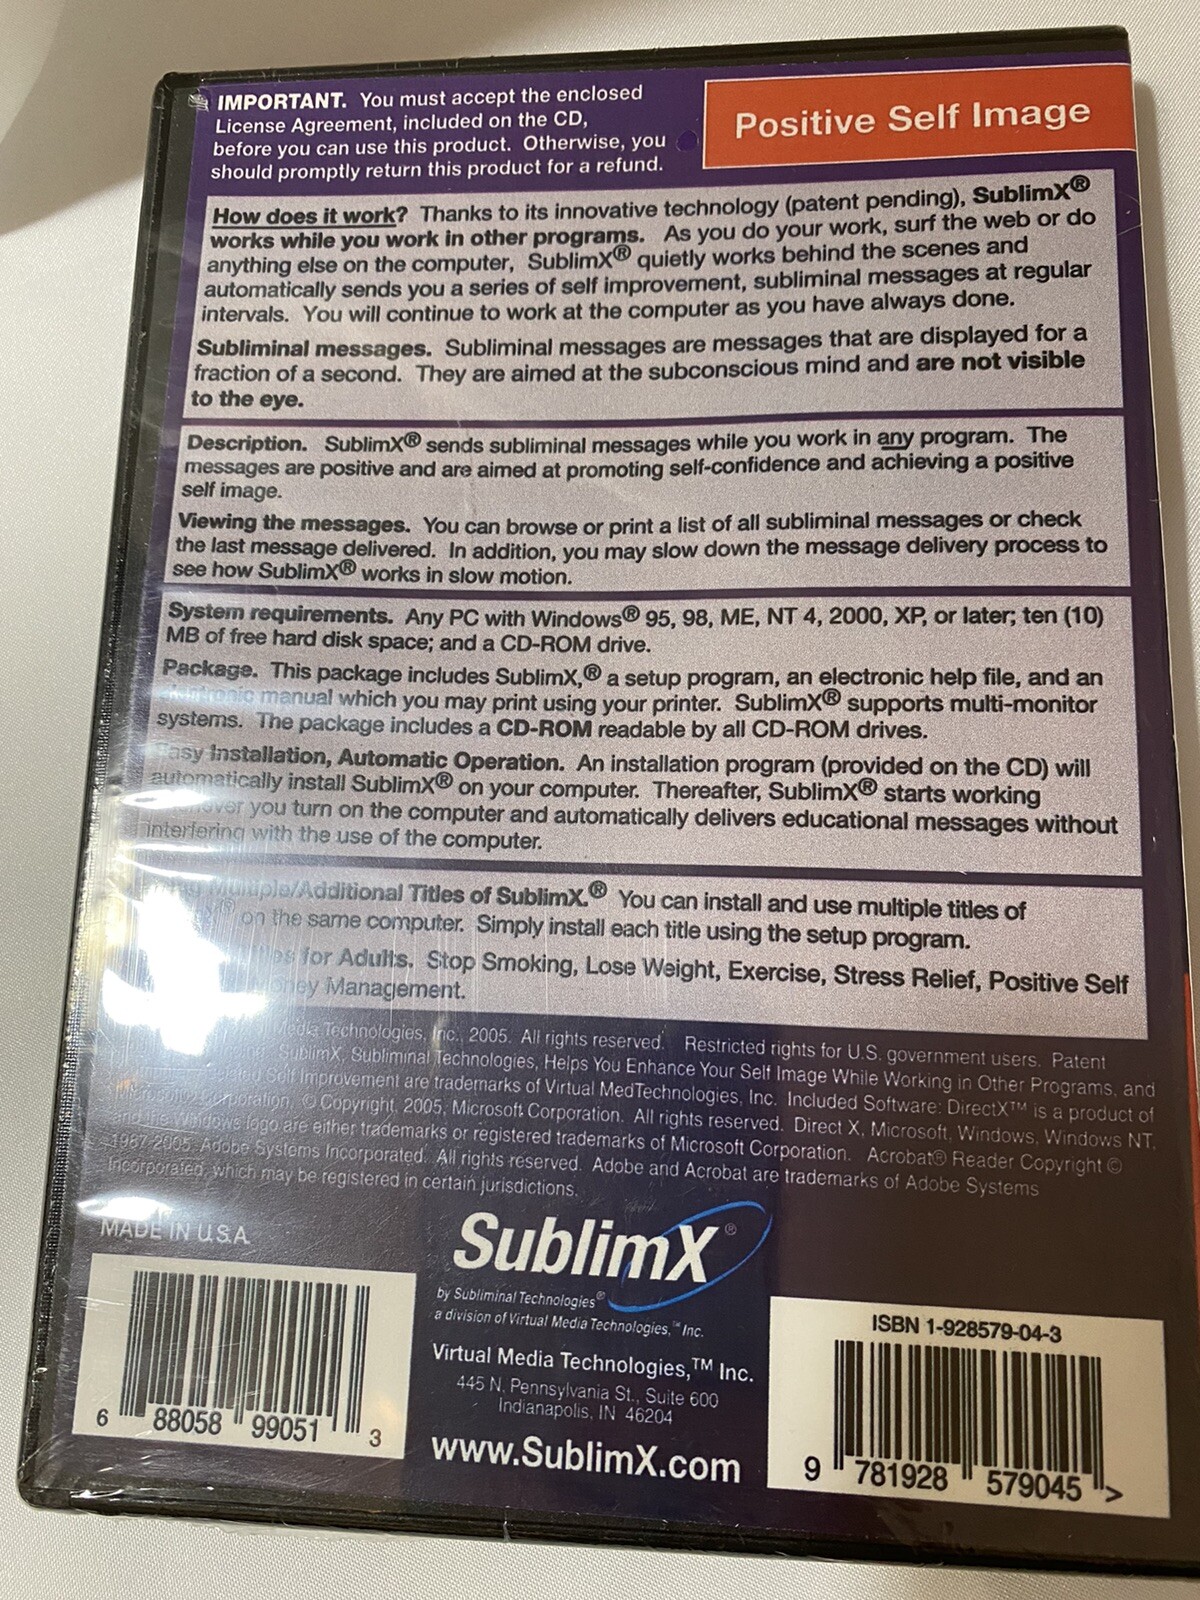 IMPORTANT. You must accept the enclosed
License Agreement, included on the CD,
before you can use this product. Otherwise, you
should promptly return this product for a refund.
Positive Self Image
How does it work? Thanks to its innovative technology (patent pending), SublimX®
works while you work in other programs. As you do your work, surf the web or do
anything else on the computer, SublimX® quietly works behind the scenes and
automatically sends you a series of self improvement, subliminal messages at regular
intervals. You will continue to work at the computer as you have always done.
Subliminal messages. Subliminal messages are messages that are displayed for a
fraction of a second. They are aimed at the subconscious mind and are not visible
to the eye.
Description. SublimX® sends subliminal messages while you work in any program. The
messages are positive and are aimed at promoting self-confidence and achieving a positive
self image.
Viewing the messages. You can browse or print a list of all subliminal messages or check
the last message delivered. In addition, you may slow down the message delivery process to
see how SublimX® works in slow motion.
System requirements. Any PC with Windows® 95, 98, ME, NT 4, 2000, XP, or later; ten (10)
MB of free hard disk space; and a CD-ROM drive.
Package. This package includes SublimX,® a setup program, an electronic help file, and an
electronic manual which you may print using your printer. SublimX® supports multi-monitor
systems. The package includes a CD-ROM readable by all CD-ROM drives.
Easy Installation, Automatic Operation. An installation program (provided on the CD) will
automatically install SublimX® on your computer. Thereafter, SublimX® starts working
you turn on the computer and automatically delivers educational messages without
interfering with the use of the computer.
Multiple/Additional Titles of SublimX.® You can install and use multiple titles of
on the same computer. Simply install each title using the setup program.
for Adults. Stop Smoking, Lose Weight, Exercise, Stress Relief, Positive Self
Money Management.
Media Technologies, Inc., 2005. All rights reserved. Restricted rights for U.S. government users. Patent
SublimX, Subliminal Technologies, Helps You Enhance Your Self Image While Working in Other Programs, and
Self Improvement are trademarks of Virtual MedTechnologies, Inc. Included Software: DirectX™ is a product of
Microsoft® Corporation, © Copyright, 2005, Microsoft Corporation. All rights reserved. Direct X, Microsoft, Windows, Windows NT,
and the Windows logo are either trademarks or registered trademarks of Microsoft Corporation. Acrobat® Reader Copyright ©
1987-2005, Adobe Systems Incorporated. All rights reserved. Adobe and Acrobat are trademarks of Adobe Systems
Incorporated, which may be registered in certain jurisdictions.
MADE IN U.S.A.
SublimX®
by Subliminal Technologies®
a division of Virtual Media Technologies,™ Inc.
Virtual Media Technologies,™ Inc.
445 N. Pennsylvania St., Suite 600
Indianapolis, IN 46204
www.SublimX.com
6 88058 99051 3
ISBN 1-928579-04-3
9 781928 579045 >